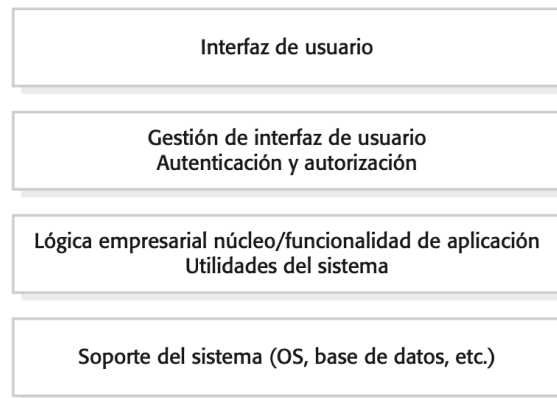 Interfaz de usuario
Gestión de interfaz de usuario
Autenticación y autorización
Lógica empresarial núcleo/funcionalidad de aplicación
Utilidades del sistema
Soporte del sistema (OS, base de datos, etc.)